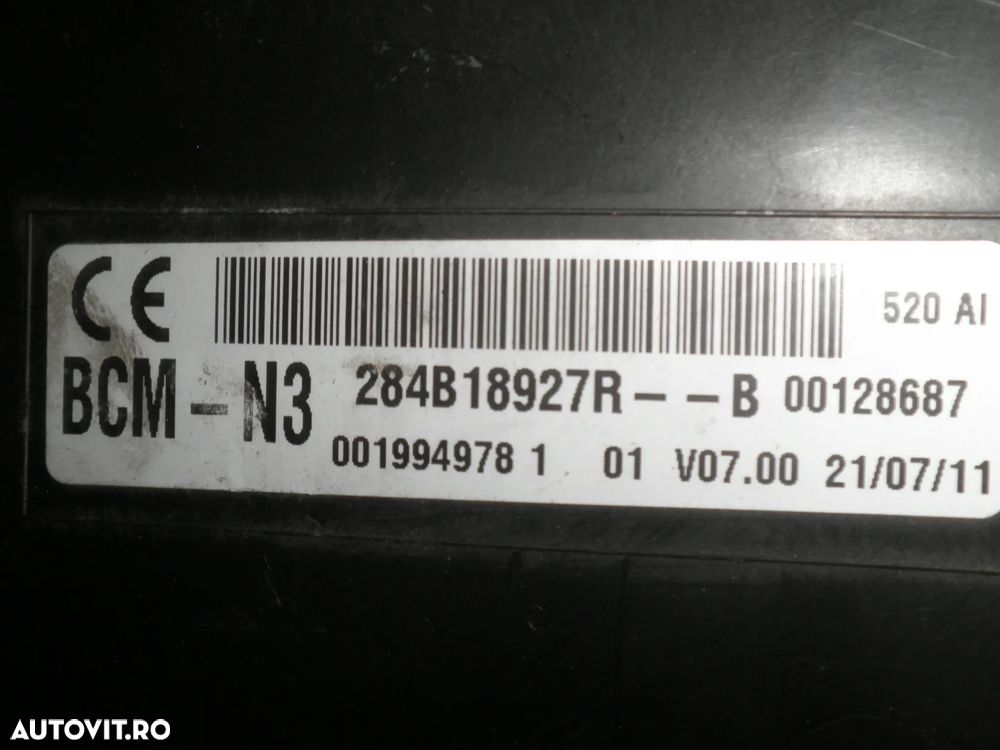 CE 520 AI
BCM-N3 284B18927R--B 00128687
001994978 1 01 V07.00 21/07/11
AUTOVIT.RO